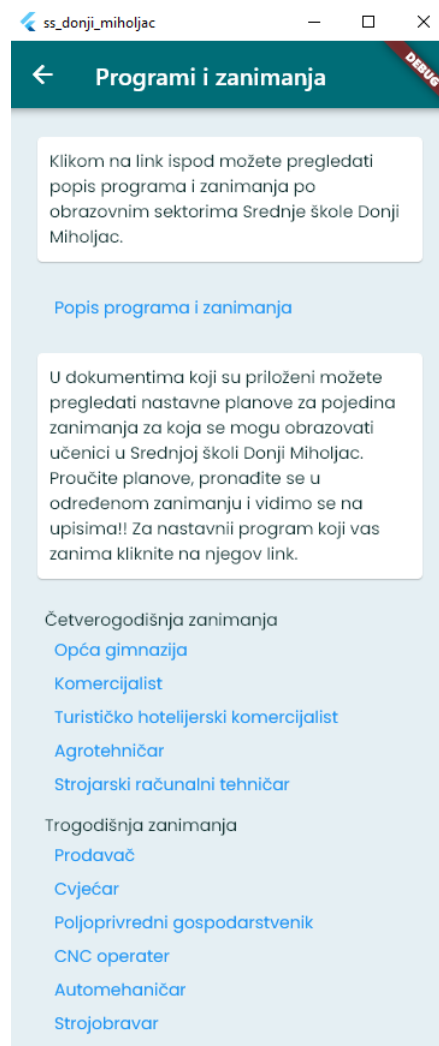 ss_donji_miholjac
Programi i zanimanja
DEBUG
Klikom na link ispod možete pregledati
popis programa i zanimanja po
obrazovnim sektorima Srednje škole Donji
Miholjac.
Popis programa i zanimanja
U dokumentima koji su priloženi možete
pregledati nastavne planove za pojedina
zanimanja za koja se mogu obrazovati
učenici u Srednjoj školi Donji Miholjac.
Proučite planove, pronađite se u
određenom zanimanju i vidimo se na
upisima!! Za nastavnii program koji vas
zanima kliknite na njegov link.
Četverogodišnja zanimanja
Opća gimnazija
Komercijalist
Turističko hotelijerski komercijalist
Agrotehničar
Strojarski računalni tehničar
Trogodišnja zanimanja
Prodavač
Cvjećar
Poljoprivredni gospodarstvenik
CNC operater
Automehaničar
Strojobravar